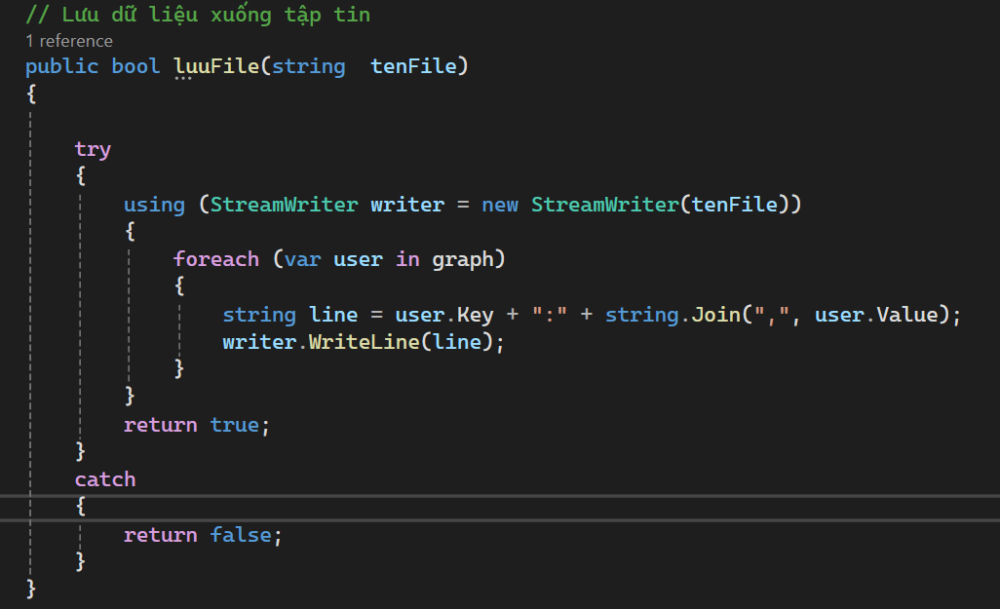 // Lưu dữ liệu xuống tập tin
1 reference
public bool luuFile(string  tenFile)
{
try
{
using (StreamWriter writer = new StreamWriter(tenFile))
{
foreach (var user in graph)
{
string line = user.Key + ":" + string.Join(",", user.Value);
writer.WriteLine(line);
}
}
return true;
}
catch
{
return false;
}
}